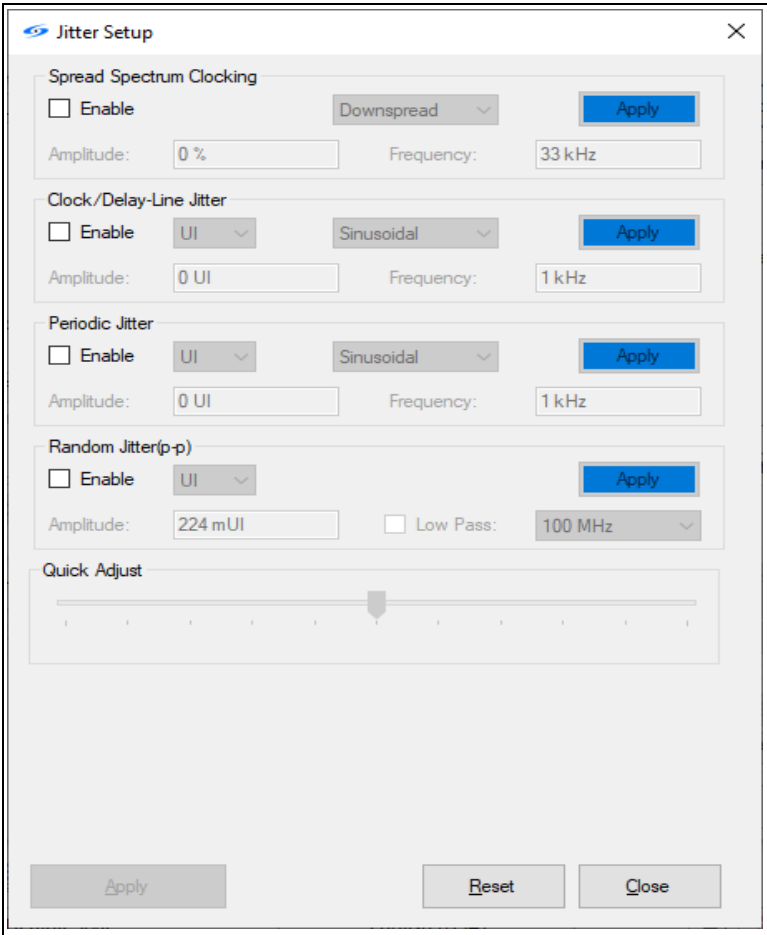 Jitter Setup
Spread Spectrum Clocking
Enable
Downspread
Apply
Amplitude:
0 %
Frequency:
33 kHz
Clock/Delay-Line Jitter
Enable
UI
Sinusoidal
Apply
Amplitude:
0 UI
Frequency:
1 kHz
Periodic Jitter
Enable
UI
Sinusoidal
Apply
Amplitude:
0 UI
Frequency:
1 kHz
Random Jitter(p-p)
Enable
UI
Apply
Amplitude:
224 mUI
Low Pass:
100 MHz
Quick Adjust
Apply
Reset
Close